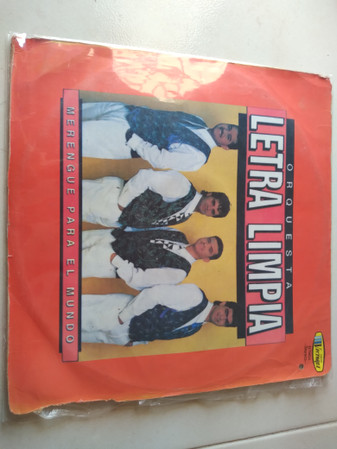 ORQUESTA
LETRA LIMPIA
MERENGUE PARA EL MUNDO